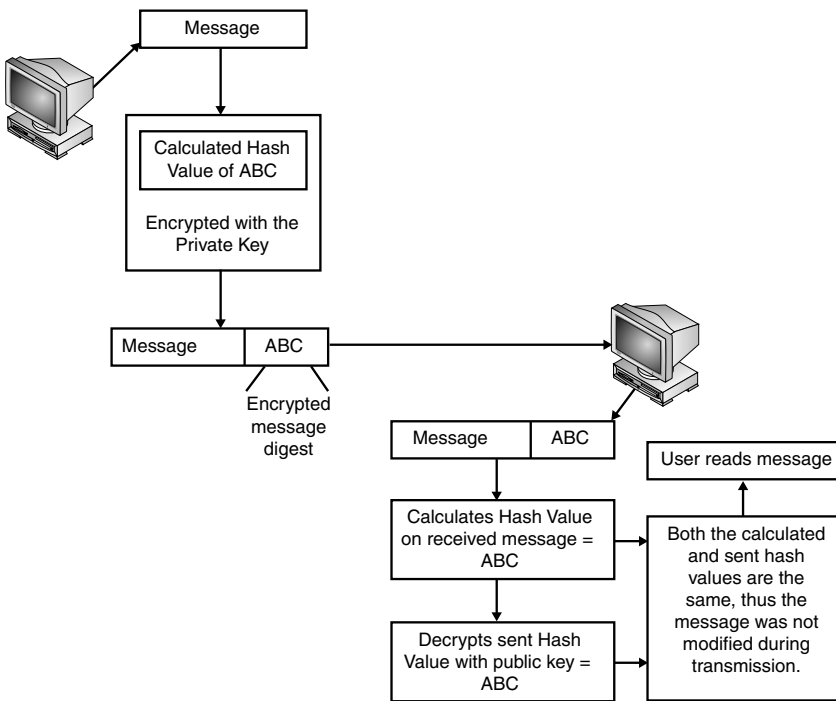 Message
Calculated Hash
Value of ABC
Encrypted with the
Private Key
Message
ABC
Encrypted
message
digest
Message
ABC
User reads message
Calculates Hash Value
on received message =
ABC
Both the calculated
and sent hash
values are the
same, thus the
message was not
modified during
transmission.
Decrypts sent Hash
Value with public key =
ABC